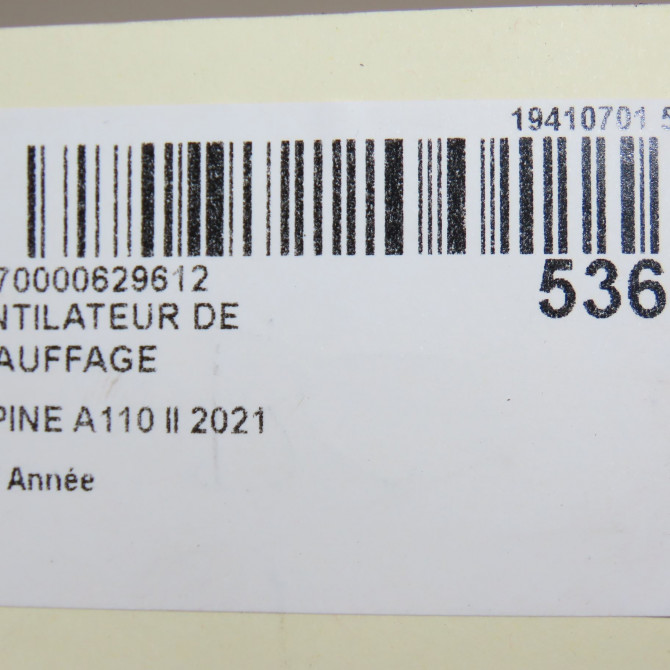 19410701 5
70000629612
536
NTILATEUR DE
AUFFAGE
PINE A110 II 2021
Année